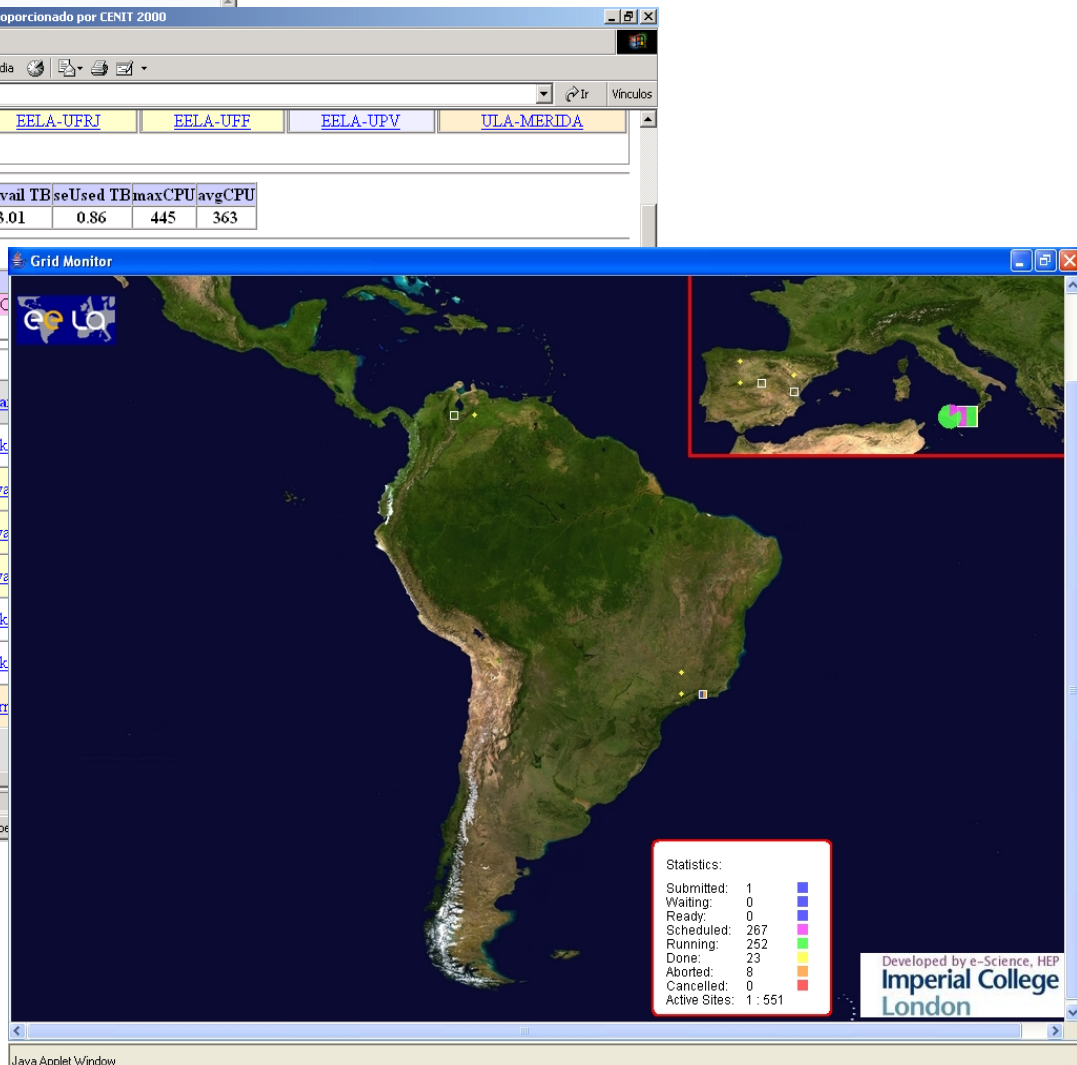 oporcionado por CENIT 2000
dia
Ir Vínculos
EELA-UFRJ EELA-UFF EELA-UPV ULA-MERIDA
vail TB seUsed TB maxCPU avgCPU
3.01 0.86 445 363
Grid Monitor
ee La
Statistics:
Submitted: 1
Waiting: 0
Ready: 0
Scheduled: 267
Running: 252
Done: 23
Aborted: 8
Cancelled: 0
Active Sites: 1 : 551
Developed by e-Science, HEP
Imperial College
London
Java Applet Window